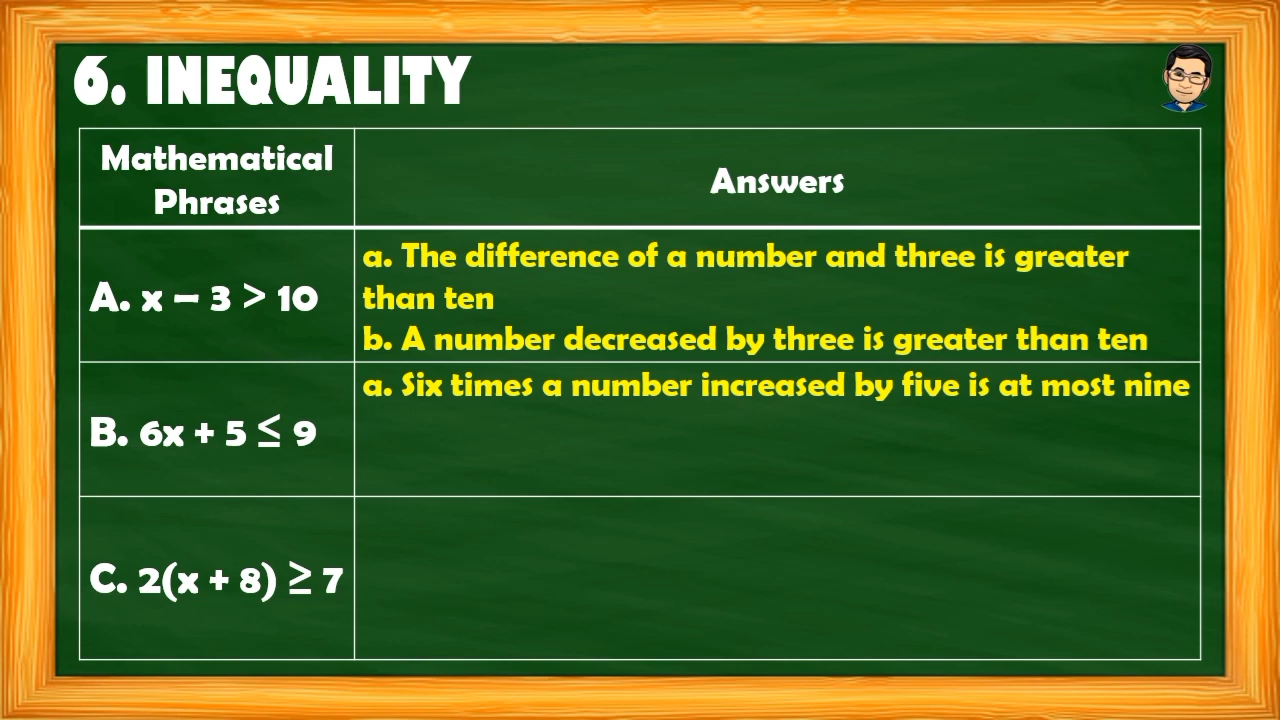 6. INEQUALITY
Mathematical
Phrases
Answers
A. x – 3 > 10
a. The difference of a number and three is greater
than ten
b. A number decreased by three is greater than ten
B. 6x + 5 ≤ 9
a. Six times a number increased by five is at most nine
C. 2(x + 8) ≥ 7